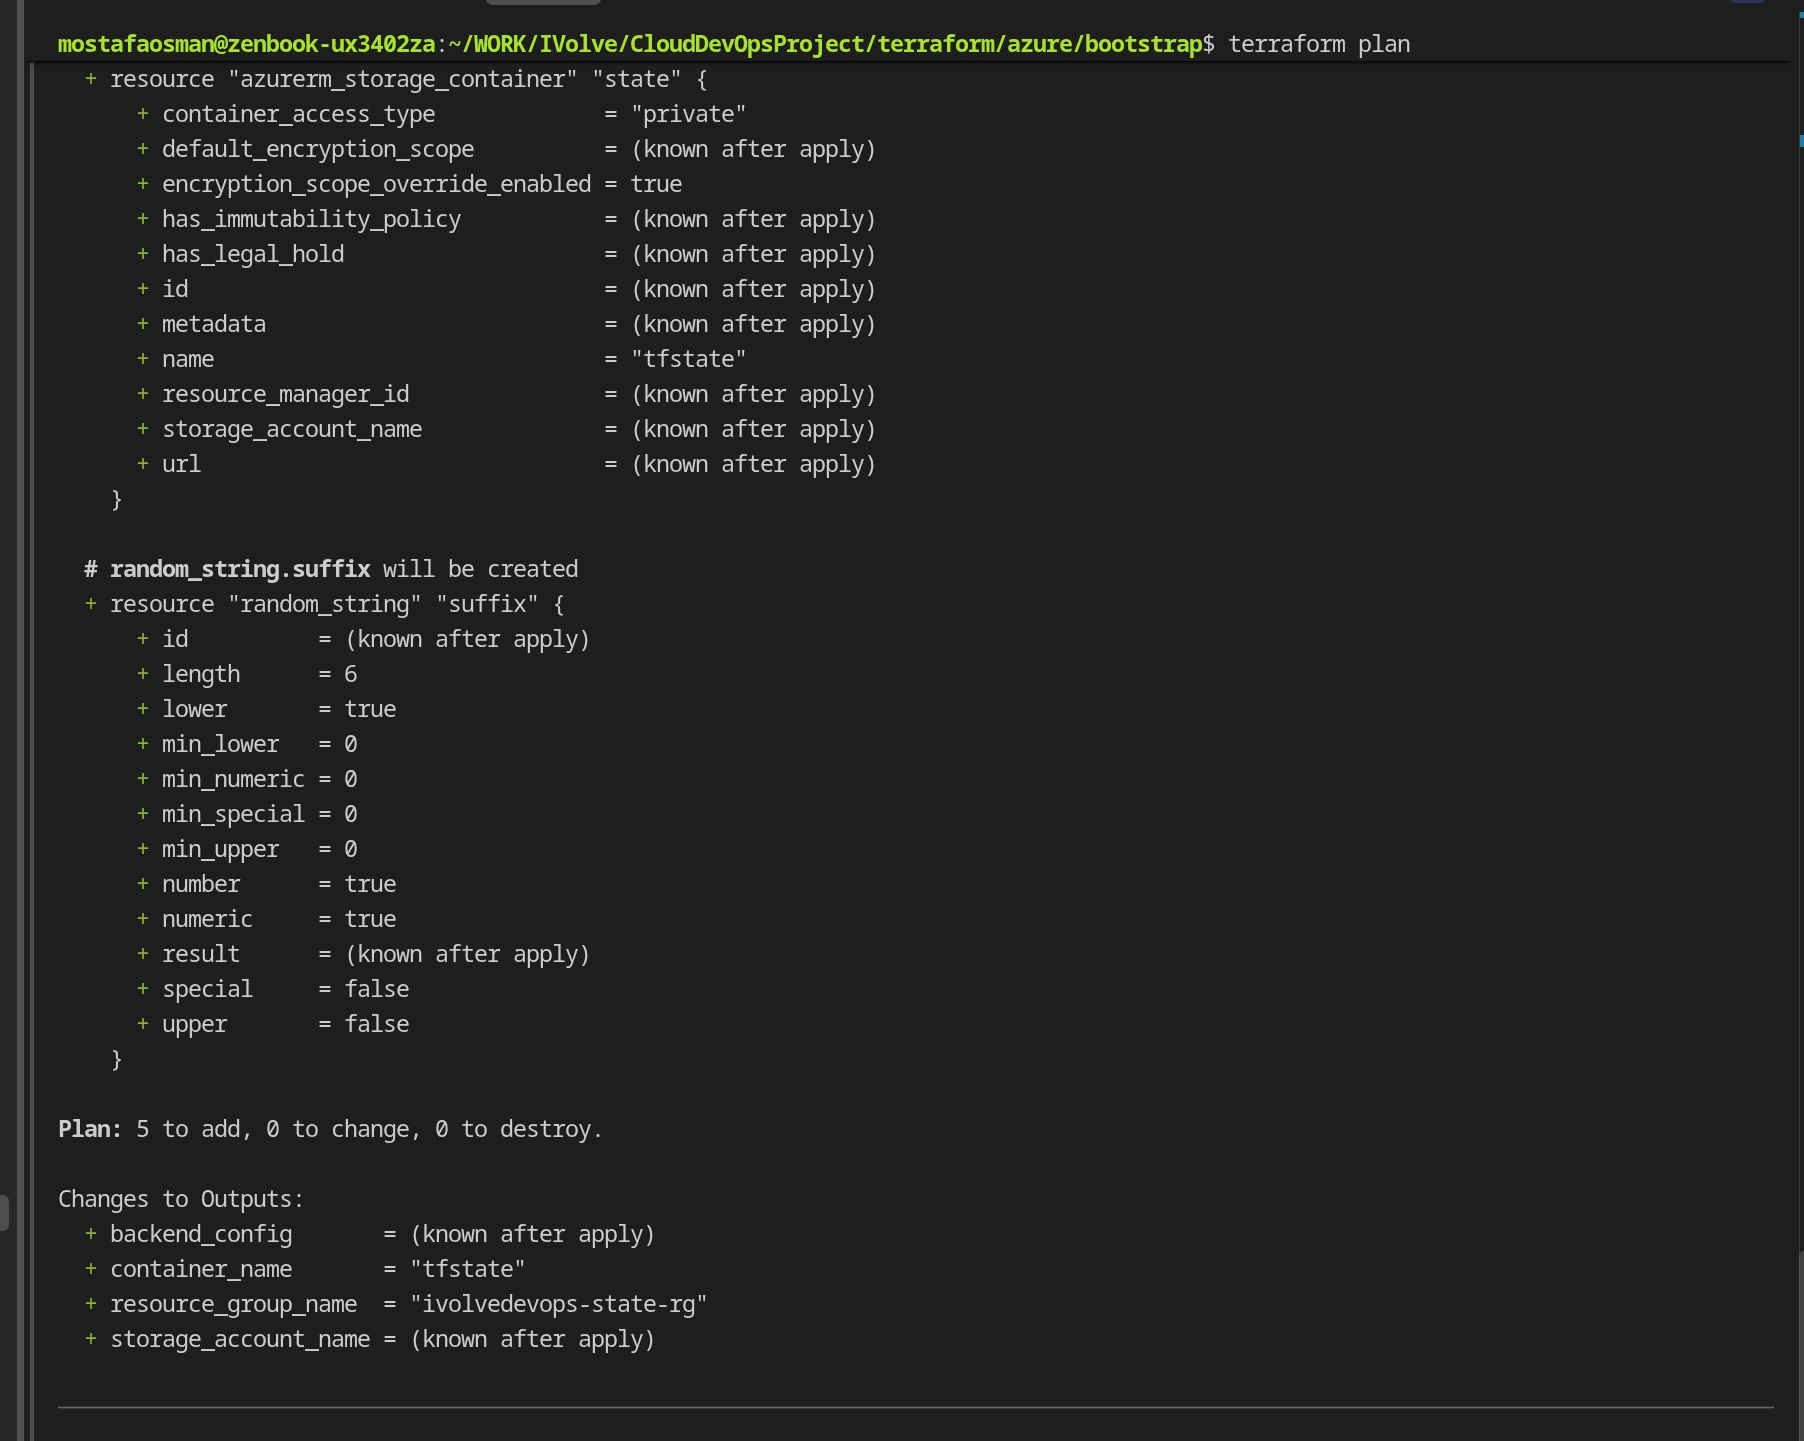 mostafaosman@zenbook-ux3402za:~/WORK/IVolve/CloudDevOpsProject/terraform/azure/bootstrap$ terraform plan
  + resource "azurerm_storage_container" "state" {
      + container_access_type             = "private"
      + default_encryption_scope          = (known after apply)
      + encryption_scope_override_enabled = true
      + has_immutability_policy           = (known after apply)
      + has_legal_hold                    = (known after apply)
      + id                                = (known after apply)
      + metadata                          = (known after apply)
      + name                              = "tfstate"
      + resource_manager_id               = (known after apply)
      + storage_account_name              = (known after apply)
      + url                               = (known after apply)
    }
  # random_string.suffix will be created
  + resource "random_string" "suffix" {
      + id          = (known after apply)
      + length      = 6
      + lower       = true
      + min_lower   = 0
      + min_numeric = 0
      + min_special = 0
      + min_upper   = 0
      + number      = true
      + numeric     = true
      + result      = (known after apply)
      + special     = false
      + upper       = false
    }
Plan: 5 to add, 0 to change, 0 to destroy.
Changes to Outputs:
  + backend_config       = (known after apply)
  + container_name       = "tfstate"
  + resource_group_name  = "ivolvedevops-state-rg"
  + storage_account_name = (known after apply)